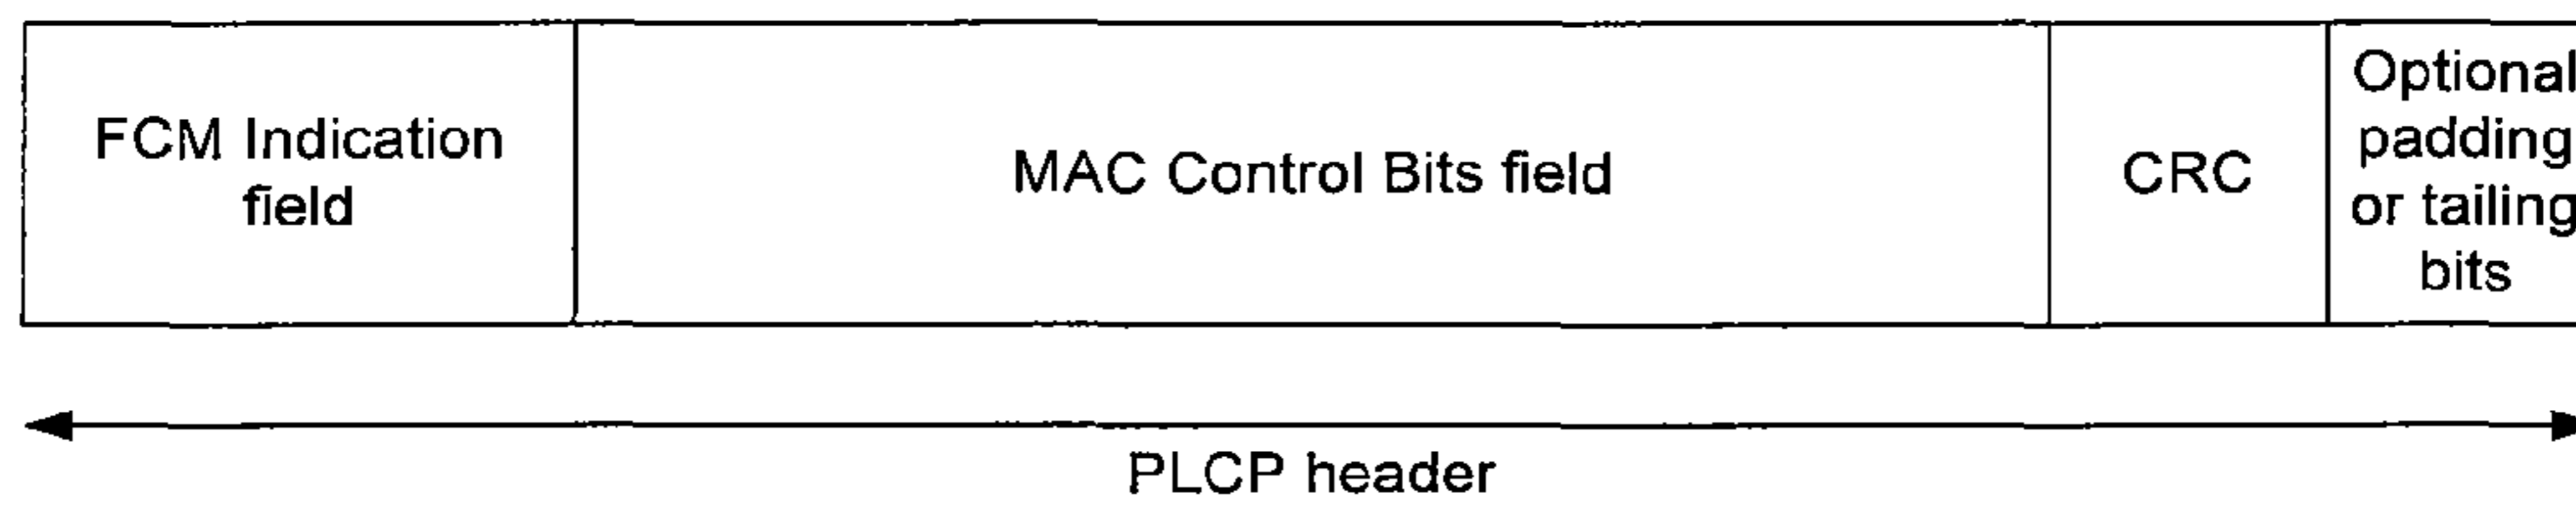 FCM Indication
field
MAC Control Bits field
CRC
Optional
padding
or tailing
bits
PLCP header